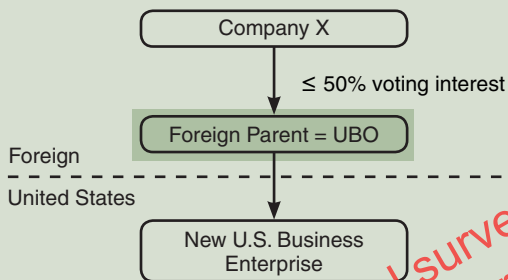 Company X
≤ 50% voting interest
Foreign Parent = UBO
Foreign
United States
New U.S. Business
Enterprise